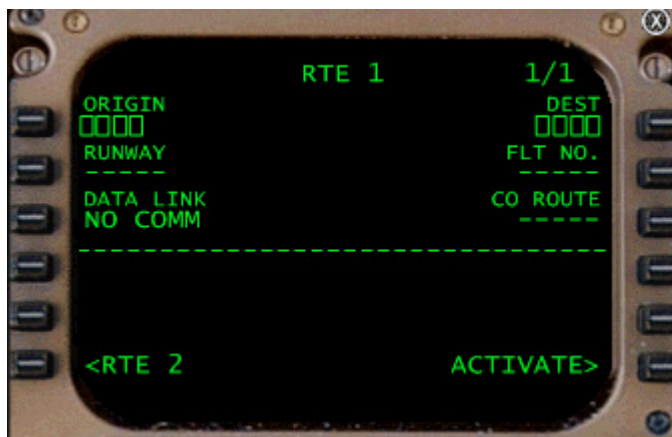 RTE 1 1/1
ORIGIN DEST
□□□□ □□□□
RUNWAY FLT NO.
----- -----
DATA LINK CO ROUTE
NO COMM -----
----------------------------------
<RTE 2 ACTIVATE>
X